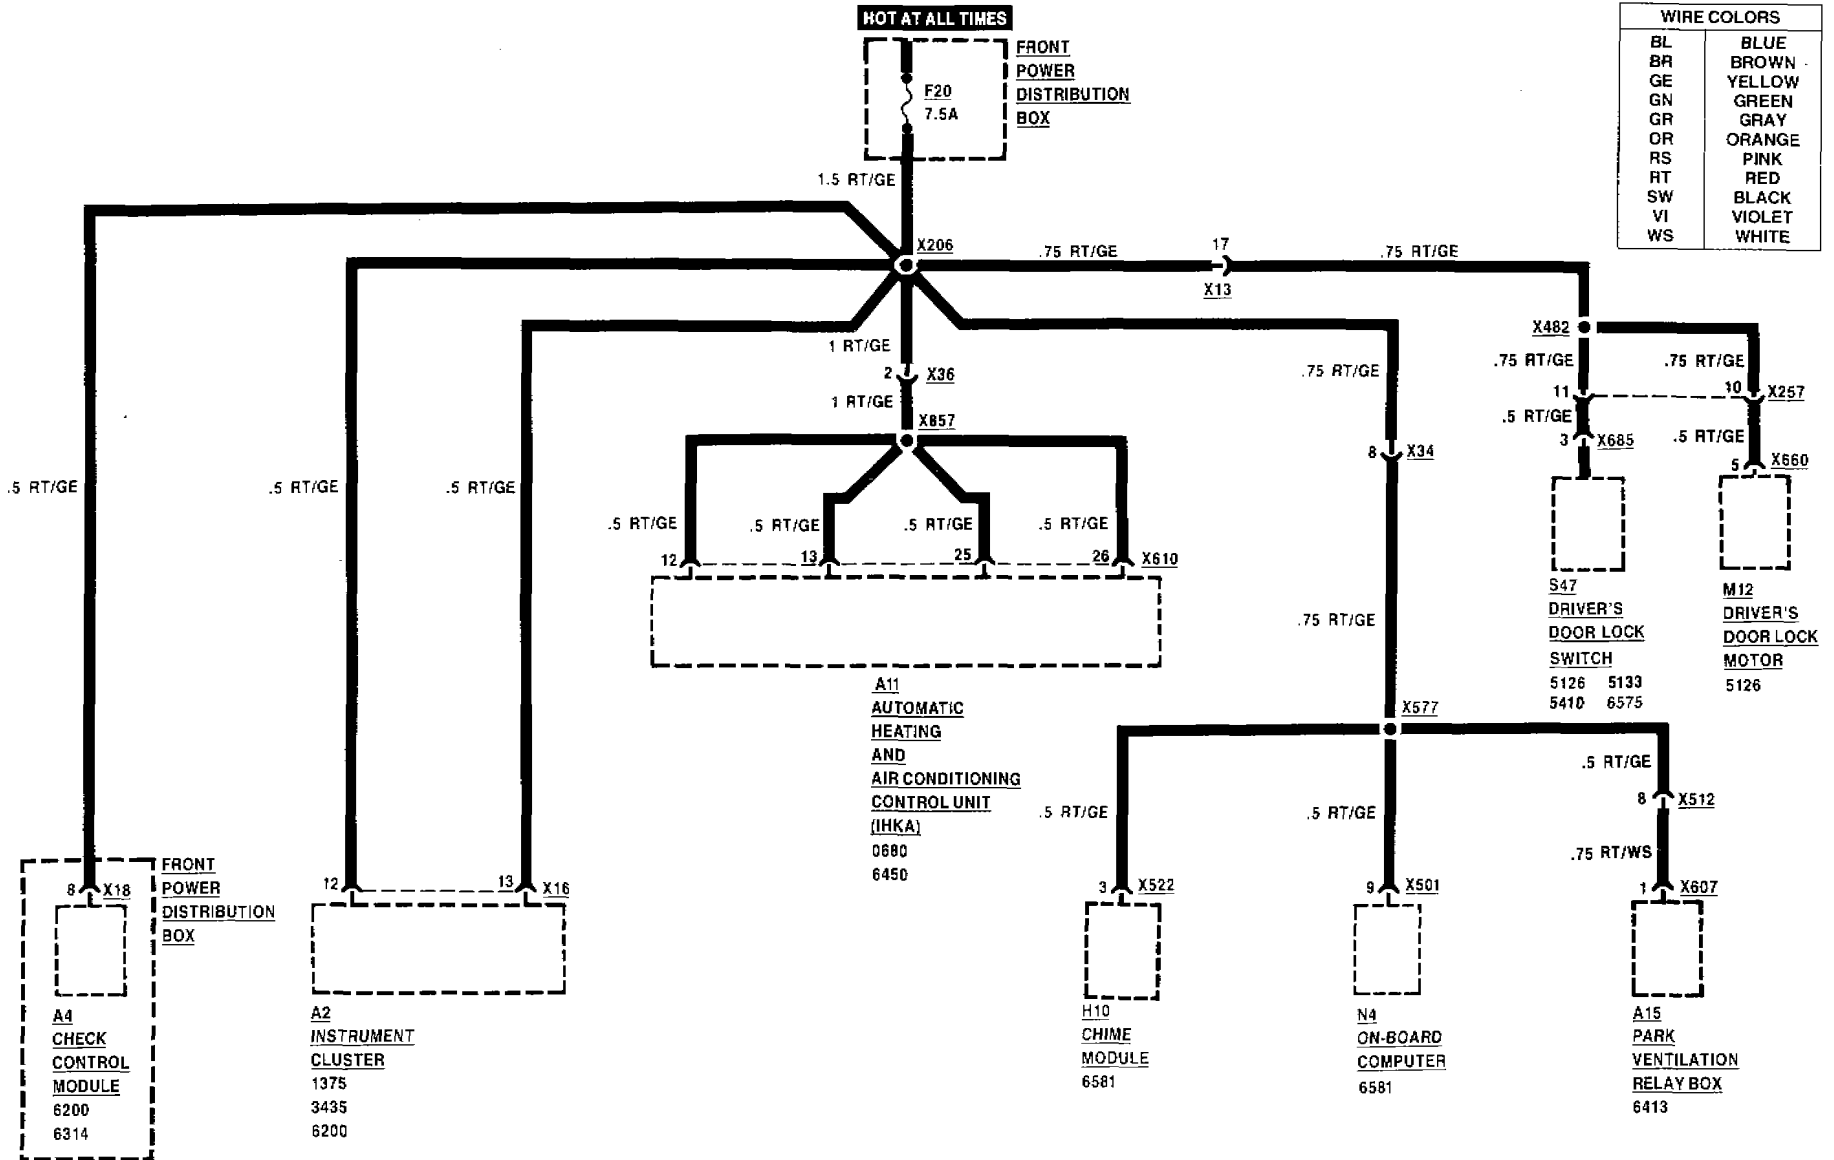 HOT AT ALL TIMES
FRONT
POWER
DISTRIBUTION
BOX
F20
7.5A
WIRE COLORS
BL BLUE
BR BROWN
GE YELLOW
GN GREEN
GR GRAY
OR ORANGE
RS PINK
RT RED
SW BLACK
VI VIOLET
WS WHITE
1.5 RT/GE
X206
.75 RT/GE
17
X13
.75 RT/GE
X482
1 RT/GE
2 X36
1 RT/GE
X857
.75 RT/GE
.75 RT/GE
.75 RT/GE
11
10 X257
.5 RT/GE
.5 RT/GE
3 X685
5 X660
8 X34
.5 RT/GE
.5 RT/GE
.5 RT/GE
.5 RT/GE
.5 RT/GE
.5 RT/GE
.5 RT/GE
12
13
25
26 X610
S47
DRIVER'S
DOOR LOCK
SWITCH
5126 5133
5410 6575
M12
DRIVER'S
DOOR LOCK
MOTOR
5126
.75 RT/GE
A11
AUTOMATIC
HEATING
AND
AIR CONDITIONING
CONTROL UNIT
(IHKA)
0680
6450
X577
.5 RT/GE
8 X512
.5 RT/GE
.5 RT/GE
.75 RT/WS
8 X18
FRONT
POWER
DISTRIBUTION
BOX
12
13 X16
3 X522
9 X501
1 X607
A4
CHECK
CONTROL
MODULE
6200
6314
A2
INSTRUMENT
CLUSTER
1375
3435
6200
H10
CHIME
MODULE
6581
N4
ON-BOARD
COMPUTER
6581
A15
PARK
VENTILATION
RELAY BOX
6413